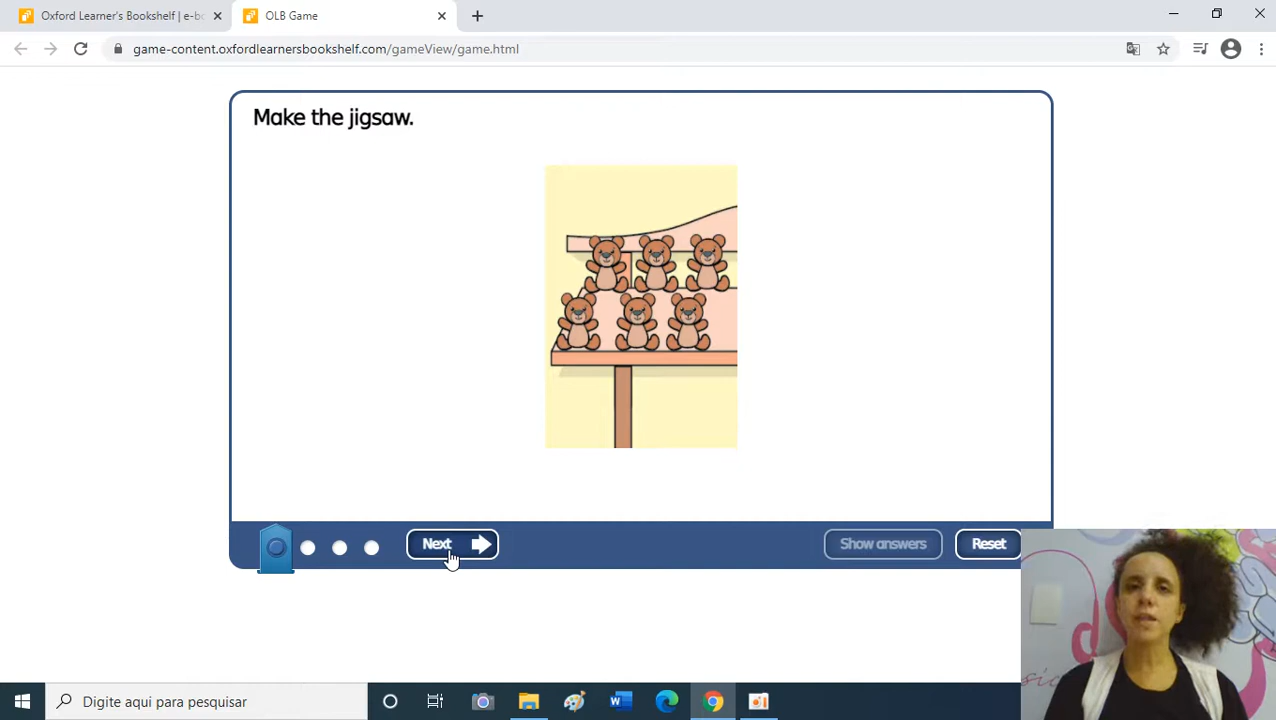 Oxford Learner's Bookshelf | e-bo
OLB Game
game-content.oxfordlearnersbookshelf.com/gameView/game.html
Make the jigsaw.
Next
Show answers
Reset
Digite aqui para pesquisar